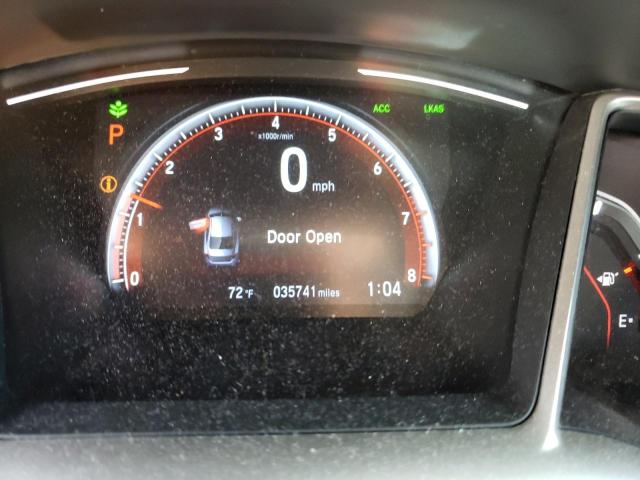 ACC LKAS
P
0 1 2 3 4 5 6 7 8
x1000r/min
0 mph
Door Open
72°F 035741 miles 1:04
E